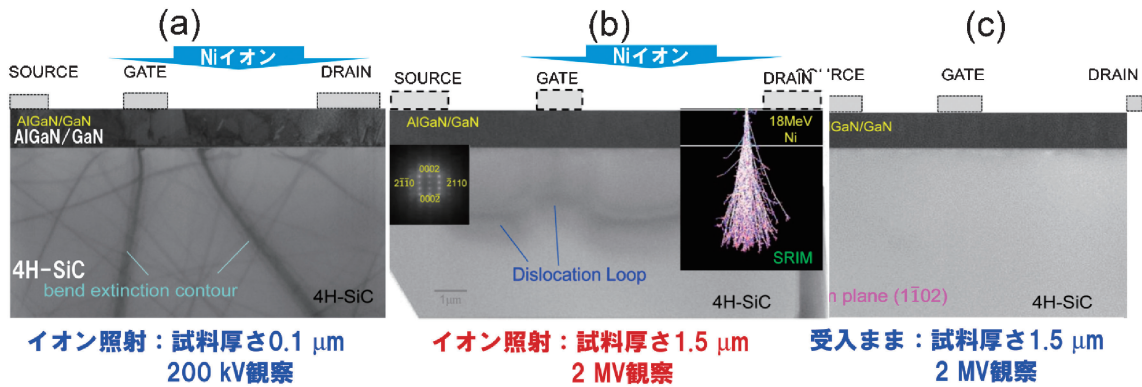 (a)
Niイオン
SOURCE
GATE
DRAIN
AlGaN/GaN
AlGaN/GaN
4H-SiC
bend extinction contour
4H-SiC
イオン照射：試料厚さ0.1 μm
200 kV観察
(b)
Niイオン
SOURCE
GATE
DRAIN
AlGaN/GaN
18MeV
Ni
0002
2̄110
0002̄
SRIM
Dislocation Loop
1μm
4H-SiC
イオン照射：試料厚さ1.5 μm
2 MV観察
(c)
GATE
DRAIN
GaN/GaN
plane (11̄02)
4H-SiC
受入まま：試料厚さ1.5 μm
2 MV観察